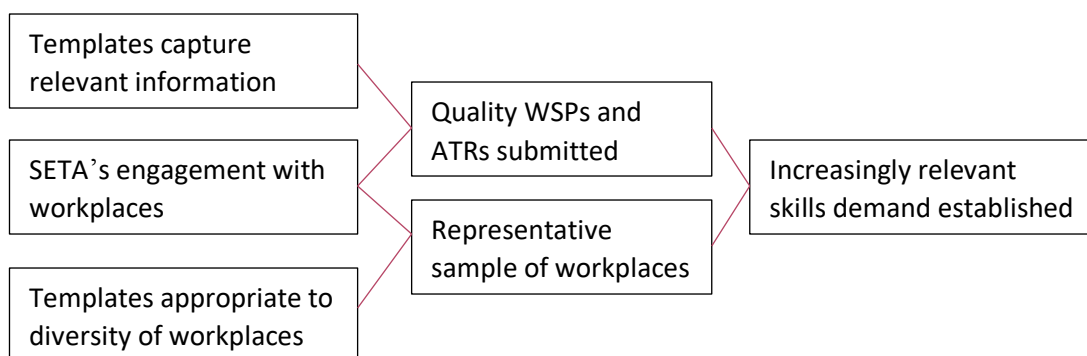 Templates capture
relevant information
SETA’s engagement with
workplaces
Templates appropriate to
diversity of workplaces
Quality WSPs and
ATRs submitted
Representative
sample of workplaces
Increasingly relevant
skills demand established